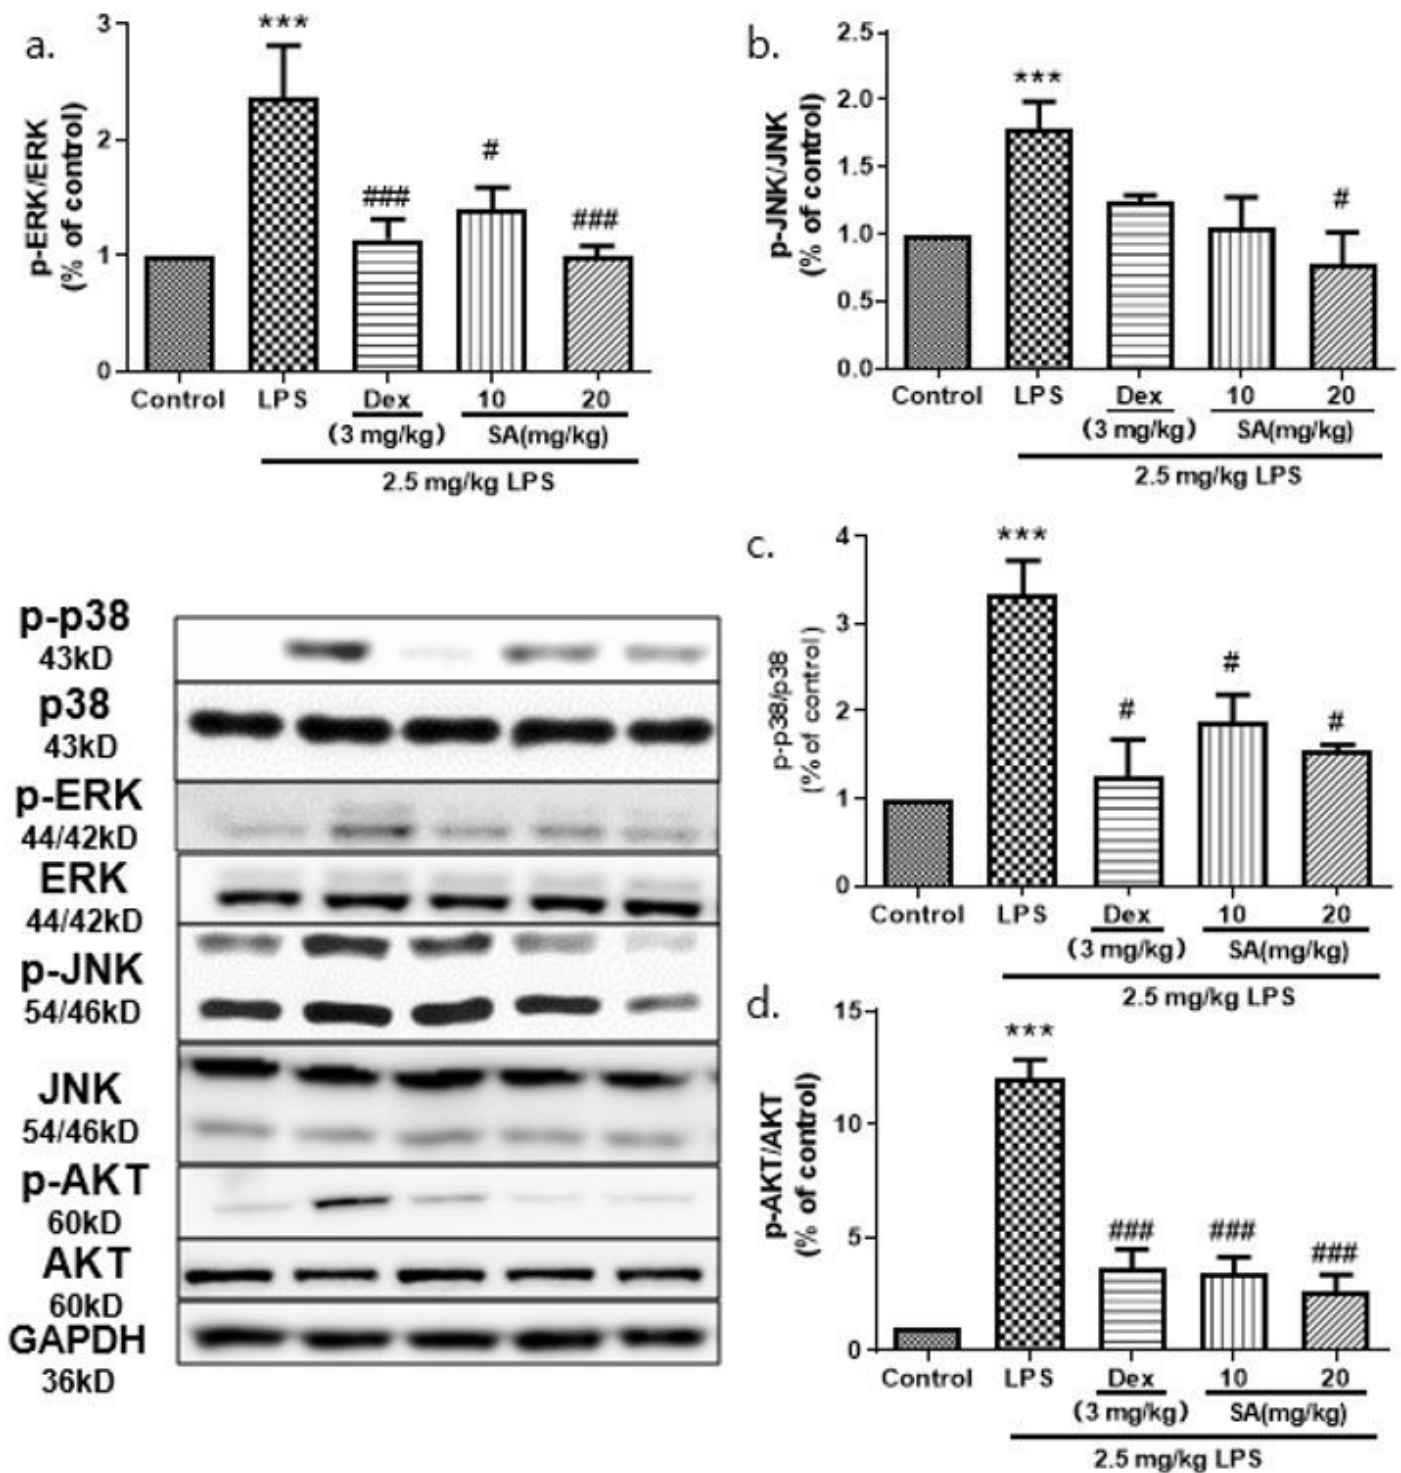 a.
p-ERK/ERK
(% of control)
3
2
1
0
***
###
#
###
Control LPS Dex 10 20
(3 mg/kg) SA(mg/kg)
2.5 mg/kg LPS
b.
p-JNK/JNK
(% of control)
2.5
2.0
1.5
1.0
0.5
0.0
***
#
Control LPS Dex 10 20
(3 mg/kg) SA(mg/kg)
2.5 mg/kg LPS
p-p38
43kD
p38
43kD
p-ERK
44/42kD
ERK
44/42kD
p-JNK
54/46kD
JNK
54/46kD
p-AKT
60kD
AKT
60kD
GAPDH
36kD
c.
p-p38/p38
(% of control)
4
3
2
1
0
***
#
#
#
Control LPS Dex 10 20
(3 mg/kg) SA(mg/kg)
2.5 mg/kg LPS
d.
p-AKT/AKT
(% of control)
15
10
5
0
***
###
###
###
Control LPS Dex 10 20
(3 mg/kg) SA(mg/kg)
2.5 mg/kg LPS